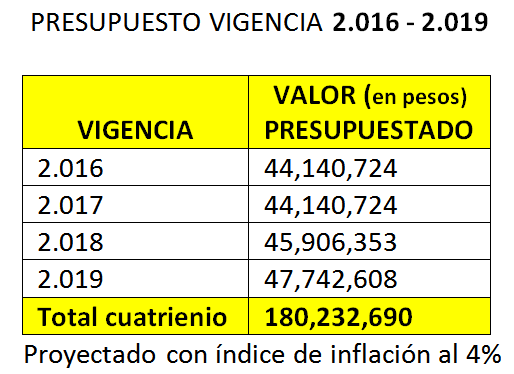 PRESUPUESTO VIGENCIA 2.016 - 2.019
VIGENCIA VALOR (en pesos) PRESUPUESTADO
2.016 44,140,724
2.017 44,140,724
2.018 45,906,353
2.019 47,742,608
Total cuatrienio 180,232,690
Proyectado con índice de inflación al 4%